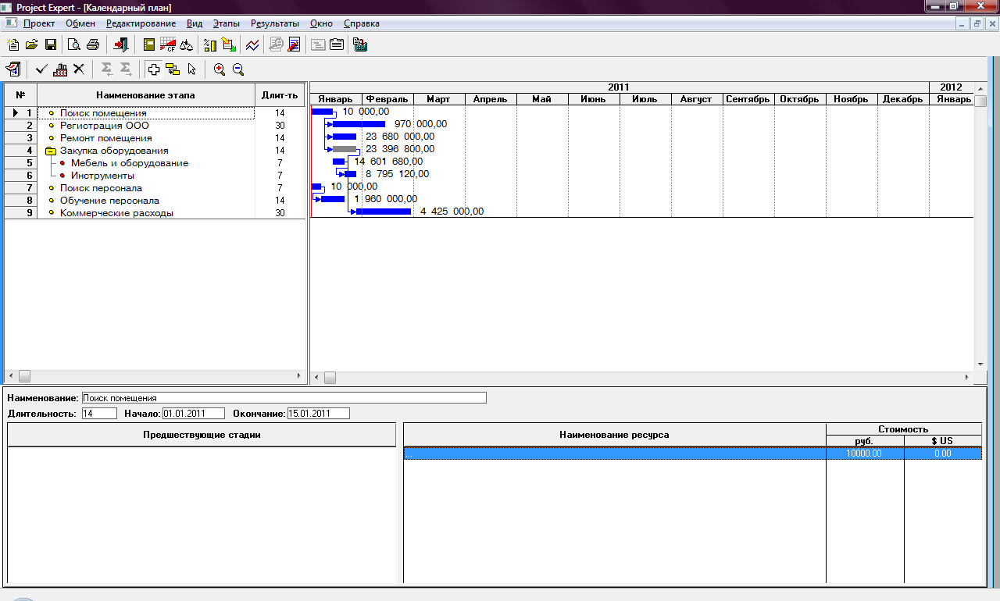 Project Expert - [Календарный план]
Проект Обмен Редактирование Вид Этапы Результаты Окно Справка
№ Наименование этапа Длит-ть
2011 2012
Январь Февраль Март Апрель Май Июнь Июль Август Сентябрь Октябрь Ноябрь Декабрь Январь
1 Поиск помещения 14 10 000,00
2 Регистрация ООО 30 970 000,00
3 Ремонт помещения 14 23 680 000,00
4 Закупка оборудования 14 23 396 800,00
5 Мебель и оборудование 7 14 601 680,00
6 Инструменты 7 8 795 120,00
7 Поиск персонала 7 10 000,00
8 Обучение персонала 14 1 960 000,00
9 Коммерческие расходы 30 4 425 000,00
Наименование: Поиск помещения
Длительность: 14 Начало: 01.01.2011 Окончание: 15.01.2011
Предшествующие стадии Наименование ресурса Стоимость
руб. $ US
... 10000.00 0.00